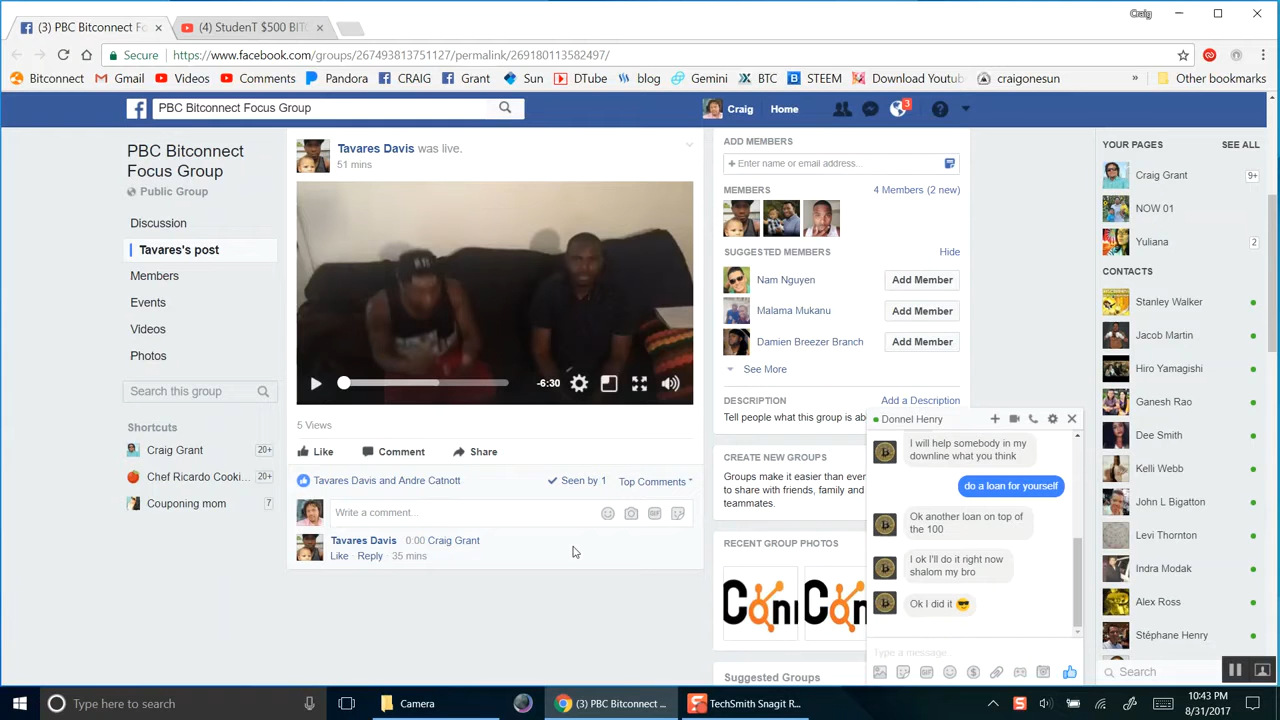 Craig
(3) PBC Bitconnect Fo
(4) StudenT $500 BIT
Secure https://www.facebook.com/groups/267493813751127/permalink/269180113582497/
Bitconnect Gmail Videos Comments Pandora CRAIG Grant Sun DTube blog Gemini BTC STEEM Download Youtub craigonesun » Other bookmarks
PBC Bitconnect Focus Group
Craig Home 3
PBC Bitconnect
Focus Group
Public Group
Discussion
Tavares's post
Members
Events
Videos
Photos
Search this group
Shortcuts
Craig Grant 20+
Chef Ricardo Cooki... 20+
Couponing mom 7
Tavares Davis was live.
51 mins
-6:30
5 Views
Like Comment Share
Tavares Davis and Andre Catnott
Seen by 1 Top Comments
Write a comment...
GIF
Tavares Davis 0:00 Craig Grant
Like · Reply · 35 mins
ADD MEMBERS
+ Enter name or email address...
MEMBERS 4 Members (2 new)
SUGGESTED MEMBERS Hide
Nam Nguyen Add Member
Malama Mukanu Add Member
Damien Breezer Branch Add Member
See More
DESCRIPTION Add a Description
Tell people what this group is abo
CREATE NEW GROUPS
Groups make it easier than ever
to share with friends, family and
teammates.
RECENT GROUP PHOTOS
Suggested Groups
Donnel Henry
I will help somebody in my
downline what you think
do a loan for yourself
Ok another loan on top of
the 100
I ok I'll do it right now
shalom my bro
Ok I did it
Type a message...
GIF
YOUR PAGES SEE ALL
Craig Grant 9+
NOW 01
Yuliana 2
CONTACTS
Stanley Walker
Jacob Martin
Hiro Yamagishi
Ganesh Rao
Dee Smith
Kelli Webb
John L Bigatton
Levi Thornton
Indra Modak
Alex Ross
Stéphane Henry
Search
Type here to search
Camera
(3) PBC Bitconnect ...
TechSmith Snagit R...
10:43 PM
8/31/2017